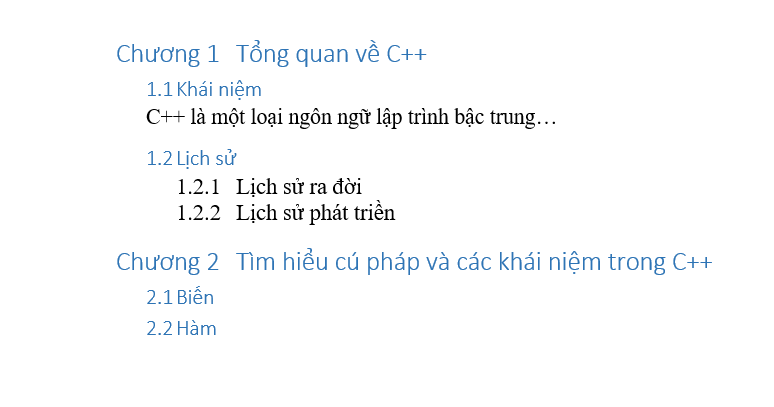 Chương 1 Tổng quan về C++
1.1 Khái niệm
C++ là một loại ngôn ngữ lập trình bậc trung…
1.2 Lịch sử
1.2.1 Lịch sử ra đời
1.2.2 Lịch sử phát triền
Chương 2 Tìm hiểu cú pháp và các khái niệm trong C++
2.1 Biến
2.2 Hàm